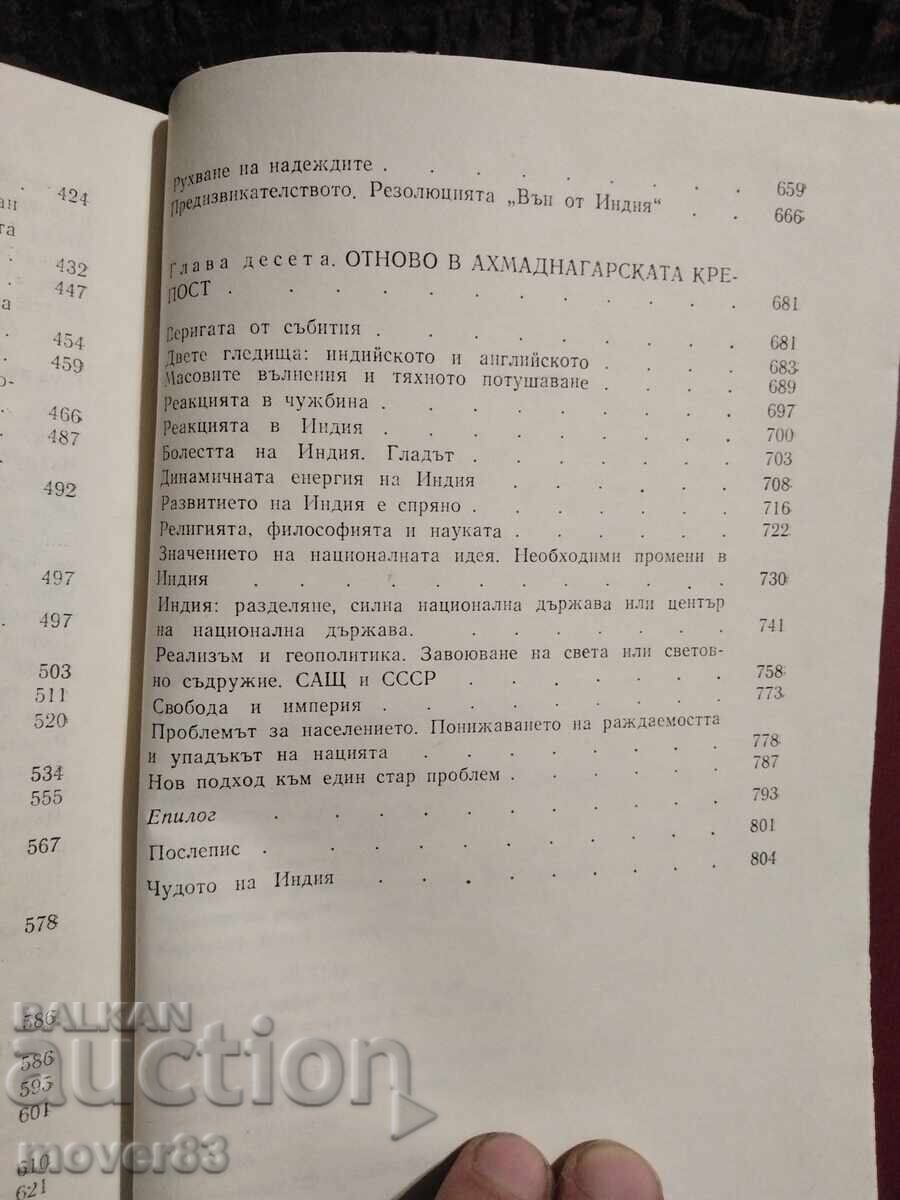 424
ан
та
432
447
а
454
459
о-
466
487
492
497
497
503
511
520
534
555
567
578
586
586
595
601
610
621
Рухване на надеждите . . . . . . . . 659
Предизвикателството. Резолюцията „Вън от Индия“ . . 666
Глава десета. ОТНОВО В АХМАДНАГАРСКАТА КРЕ-
ПОСТ . . . . . . . . . . . 681
Веригата от събития . . . . . . . . 681
Двете гледища: индийското и английското . . . . 683
Масовите вълнения и тяхното потушаване . . . . 689
Реакцията в чужбина . . . . . . . . 697
Реакцията в Индия . . . . . . . . 700
Болестта на Индия. Гладът . . . . . . 703
Динамичната енергия на Индия . . . . . 708
Развитието на Индия е спряно . . . . . . 716
Религията, философията и науката . . . . . 722
Значението на националната идея. Необходими промени в
Индия . . . . . . . . . . . 730
Индия: разделяне, силна национална държава или център
на национална държава. . . . . . . 741
Реализъм и геополитика. Завоюване на света или светов-
но съдружие. САЩ и СССР . . . . . . 758
Свобода и империя . . . . . . . . 773
Проблемът за населението. Понижаването на раждаемостта
и упадъкът на нацията . . . . . . . 778
Нов подход към един стар проблем . . . . . 787
Епилог . . . . . . . . . . 793
Послепис . . . . . . . . . . 801
Чудото на Индия . . . . . . . . 804
BALKAN
auction
mover83